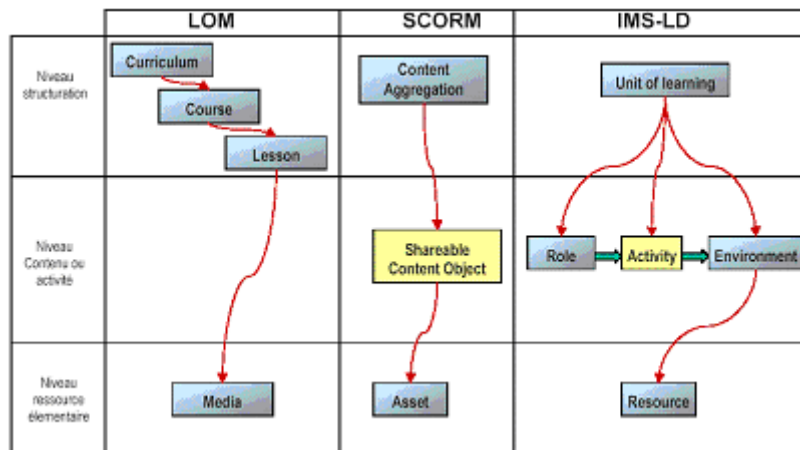 LOM SCORM IMS-LD
Niveau
structuration
Curriculum
Course
Lesson
Content
Aggregation
Unit of learning
Niveau
Contenu ou
activité
Shareable
Content Object
Role Activity Environment
Niveau
ressource
élementaire
Media
Asset
Resource